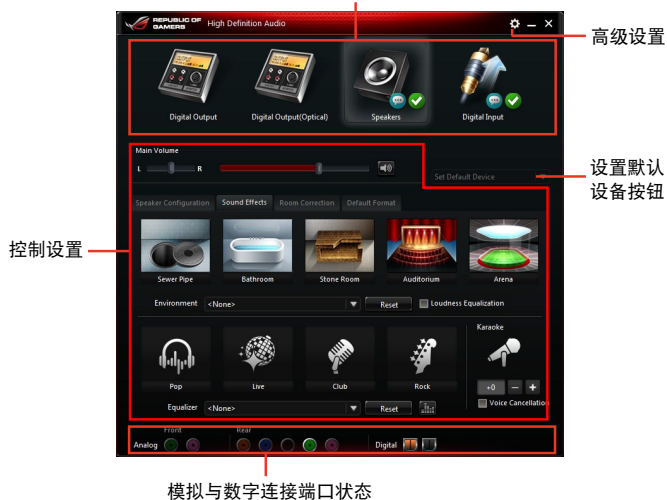 REPUBLIC OF
GAMERS
High Definition Audio
高级设置
Digital Output
Digital Output(Optical)
Speakers
Digital Input
Main Volume
L
R
Set Default Device
设置默认
设备按钮
Speaker Configuration
Sound Effects
Room Correction
Default Format
控制设置
Sewer Pipe
Bathroom
Stone Room
Auditorium
Arena
Environment
<None>
Reset
Loudness Equalization
Karaoke
Pop
Live
Club
Rock
+0
Equalizer
<None>
Reset
Voice Cancellation
Front
Rear
Analog
Digital
模拟与数字连接端口状态